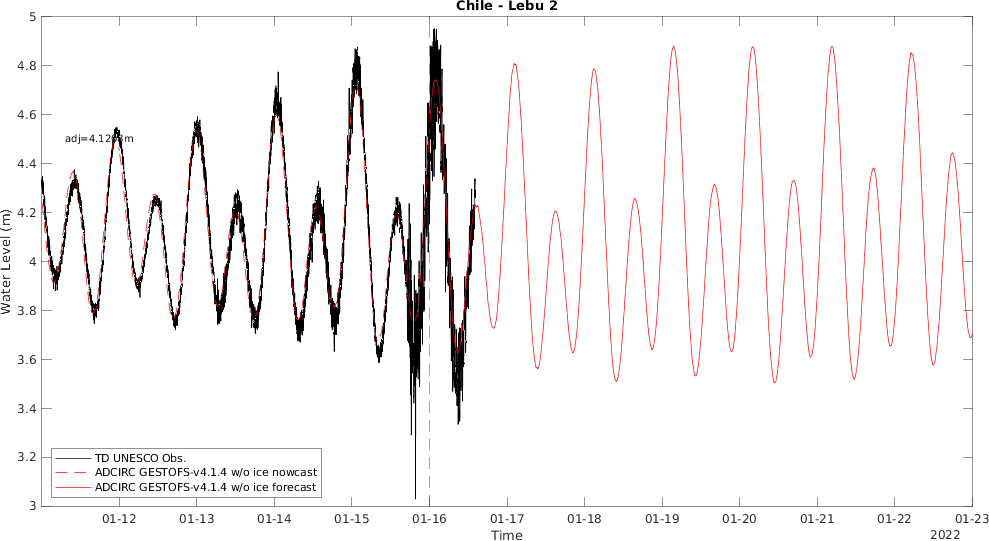 Chile - Lebu 2
5
4.8
4.6
4.4
4.2
4
3.8
3.6
3.4
3.2
3
Water Level (m)
TD UNESCO Obs.
ADCIRC GESTOFS-v4.1.4 w/o ice nowcast
ADCIRC GESTOFS-v4.1.4 w/o ice forecast
01-12 01-13 01-14 01-15 01-16 01-17 01-18 01-19 01-20 01-21 01-22 01-23
Time
2022